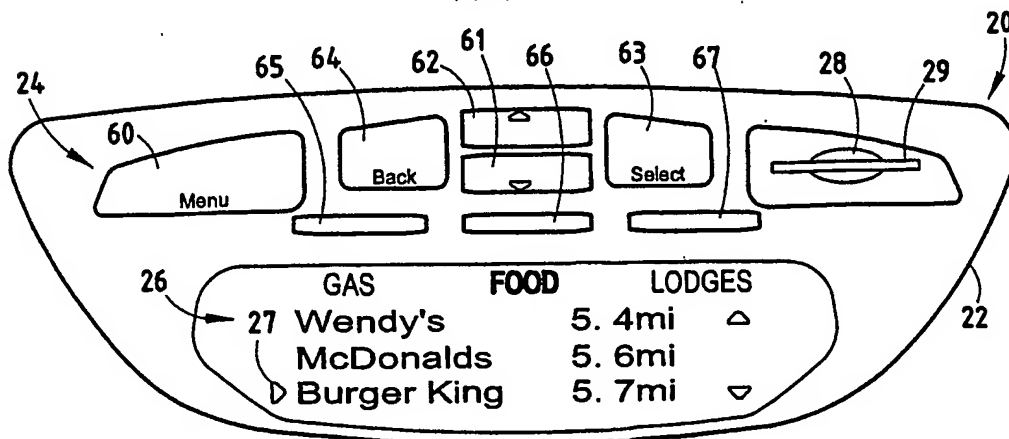 20
61
66
63
67
28
29
62
64
65
24
60
Back
Select
Menu
26
GAS FOOD LODGES
22
27 Wendy's 5. 4mi
McDonalds 5. 6mi
Burger King 5. 7mi